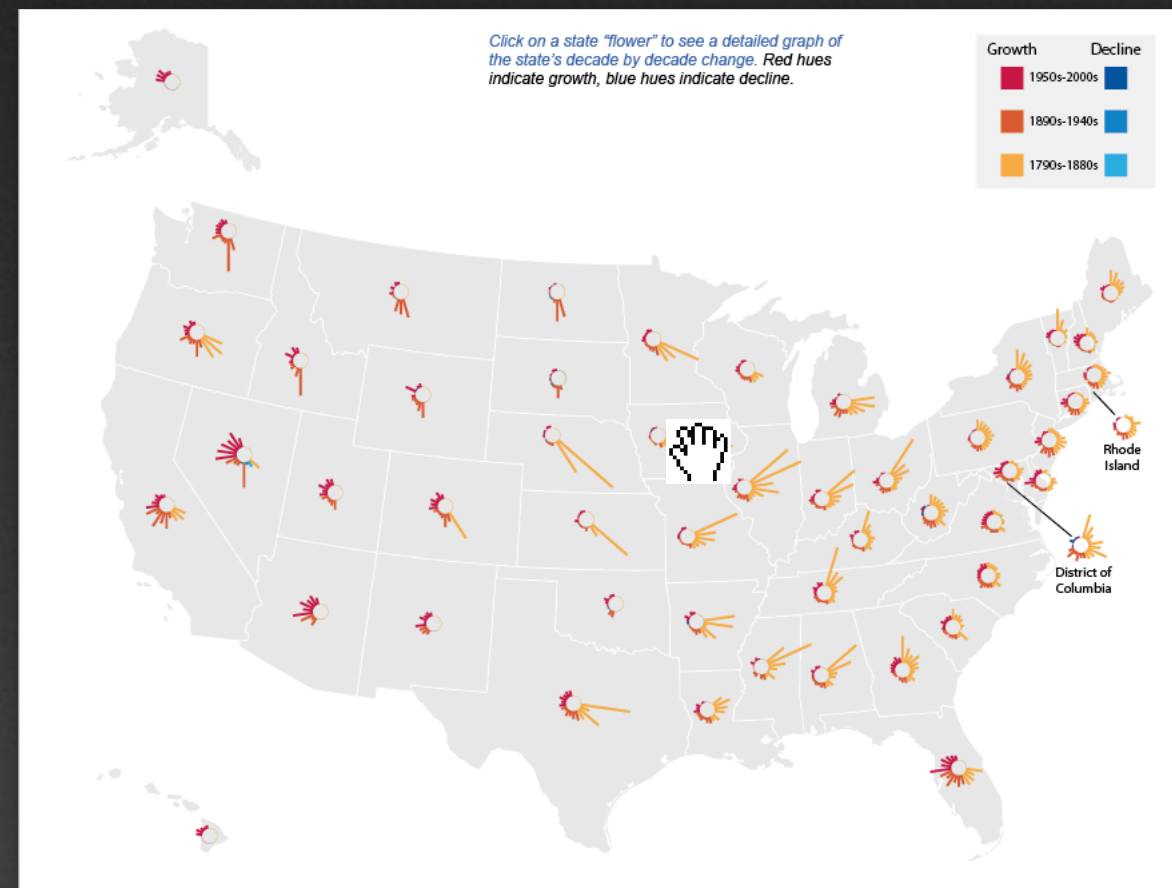 Click on a state “flower” to see a detailed graph of
the state’s decade by decade change. Red hues
indicate growth, blue hues indicate decline.
Growth Decline
1950s-2000s
1890s-1940s
1790s-1880s
Rhode
Island
District of
Columbia